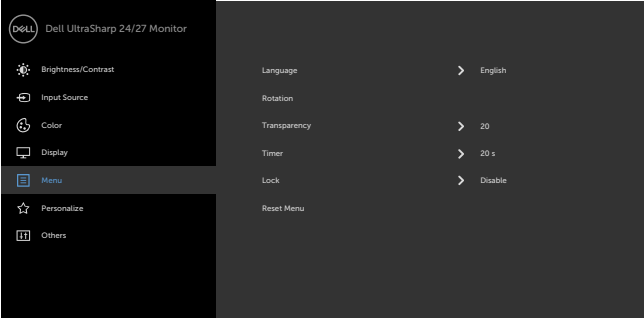 DELL
Dell UltraSharp 24/27 Monitor
Brightness/Contrast
Input Source
Color
Display
Menu
Personalize
Others
Language English
Rotation
Transparency 20
Timer 20 s
Lock Disable
Reset Menu